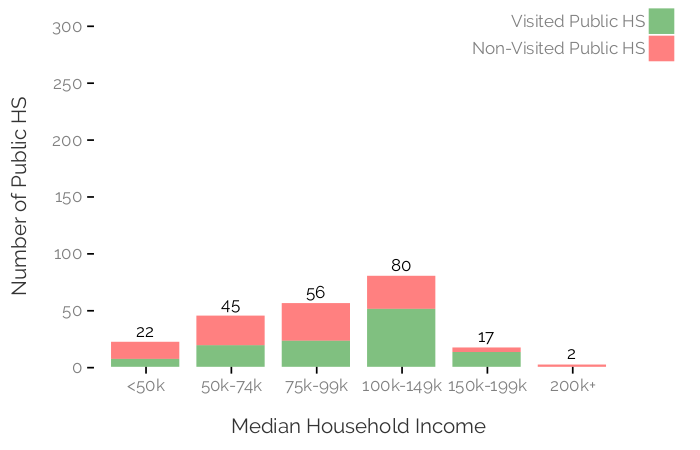 Visited Public HS
Non-Visited Public HS
Number of Public HS
300
250
200
150
100
50
0
22
45
56
80
17
2
<50k
50k-74k
75k-99k
100k-149k
150k-199k
200k+
Median Household Income